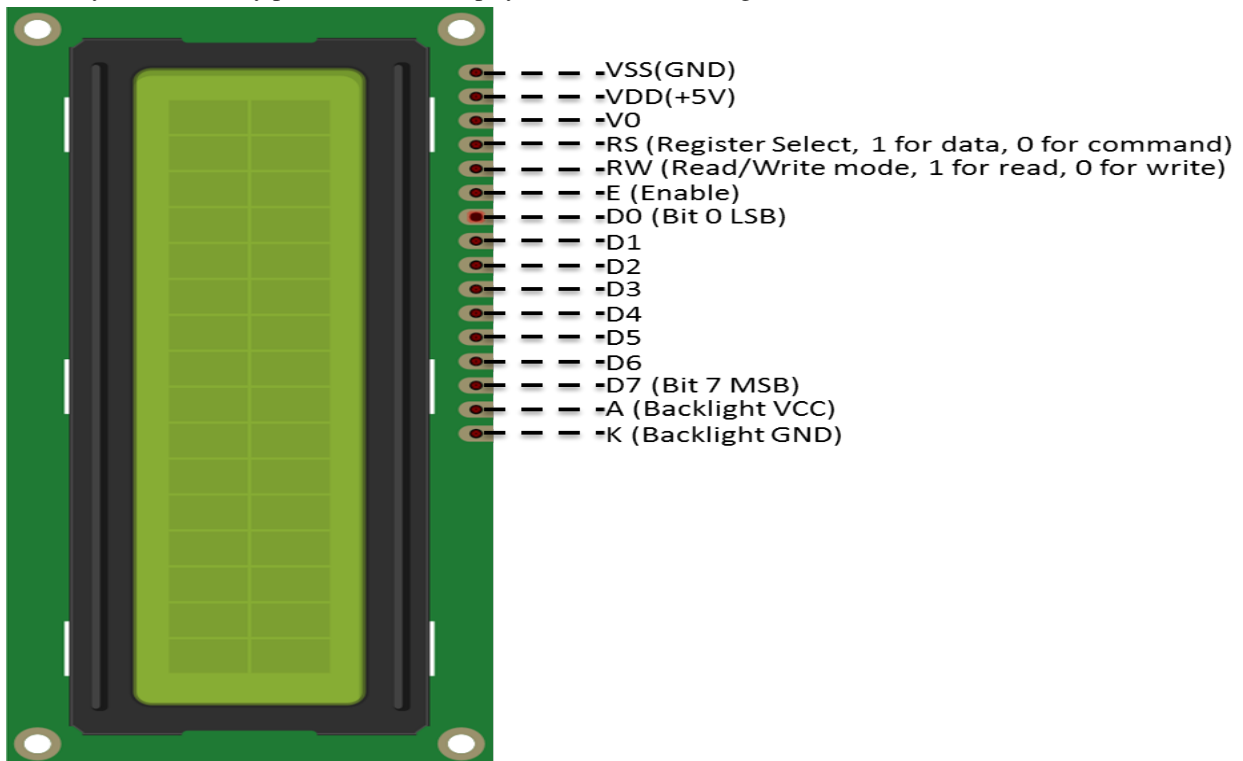 VSS(GND)
VDD(+5V)
V0
RS (Register Select, 1 for data, 0 for command)
RW (Read/Write mode, 1 for read, 0 for write)
E (Enable)
D0 (Bit 0 LSB)
D1
D2
D3
D4
D5
D6
D7 (Bit 7 MSB)
A (Backlight VCC)
K (Backlight GND)